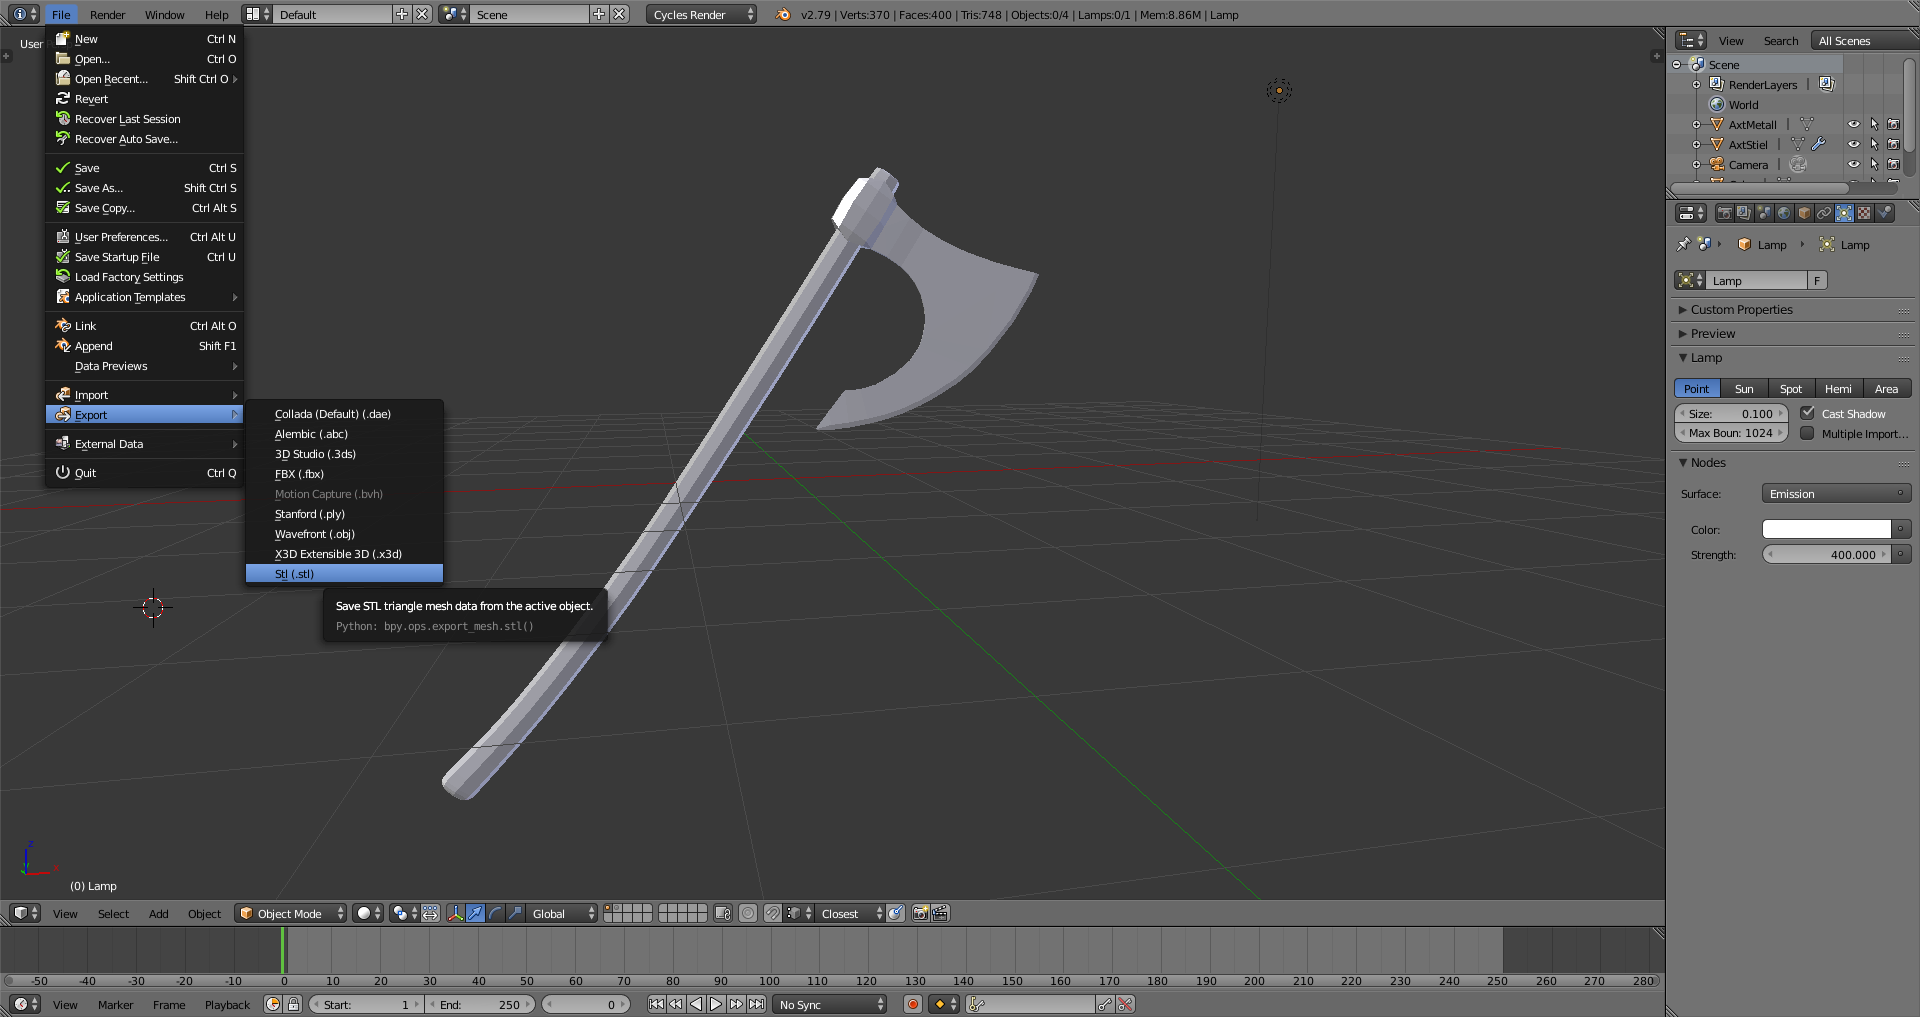 File Render Window Help Default Scene Cycles Render v2.79 | Verts:370 | Faces:400 | Tris:748 | Objects:0/4 | Lamps:0/1 | Mem:8.86M | Lamp
User
New Ctrl N
Open... Ctrl O
Open Recent... Shift Ctrl O
Revert
Recover Last Session
Recover Auto Save...
Save Ctrl S
Save As... Shift Ctrl S
Save Copy... Ctrl Alt S
User Preferences... Ctrl Alt U
Save Startup File Ctrl U
Load Factory Settings
Application Templates
Link Ctrl Alt O
Append Shift F1
Data Previews
Import
Export
External Data
Quit Ctrl Q
Collada (Default) (.dae)
Alembic (.abc)
3D Studio (.3ds)
FBX (.fbx)
Motion Capture (.bvh)
Stanford (.ply)
Wavefront (.obj)
X3D Extensible 3D (.x3d)
Stl (.stl)
Save STL triangle mesh data from the active object.
Python: bpy.ops.export_mesh.stl()
z
x
(0) Lamp
View Search All Scenes
Scene
RenderLayers |
World
AxtMetall |
AxtStiel |
Camera |
Lamp Lamp
Lamp F
Custom Properties
Preview
Lamp
Point Sun Spot Hemi Area
Size: 0.100 Cast Shadow
Max Boun: 1024 Multiple Import...
Nodes
Surface: Emission
Color:
Strength: 400.000
View Select Add Object Object Mode Global Closest
-50 -40 -30 -20 -10 0 10 20 30 40 50 60 70 80 90 100 110 120 130 140 150 160 170 180 190 200 210 220 230 240 250 260 270 280
View Marker Frame Playback Start: 1 End: 250 0 No Sync